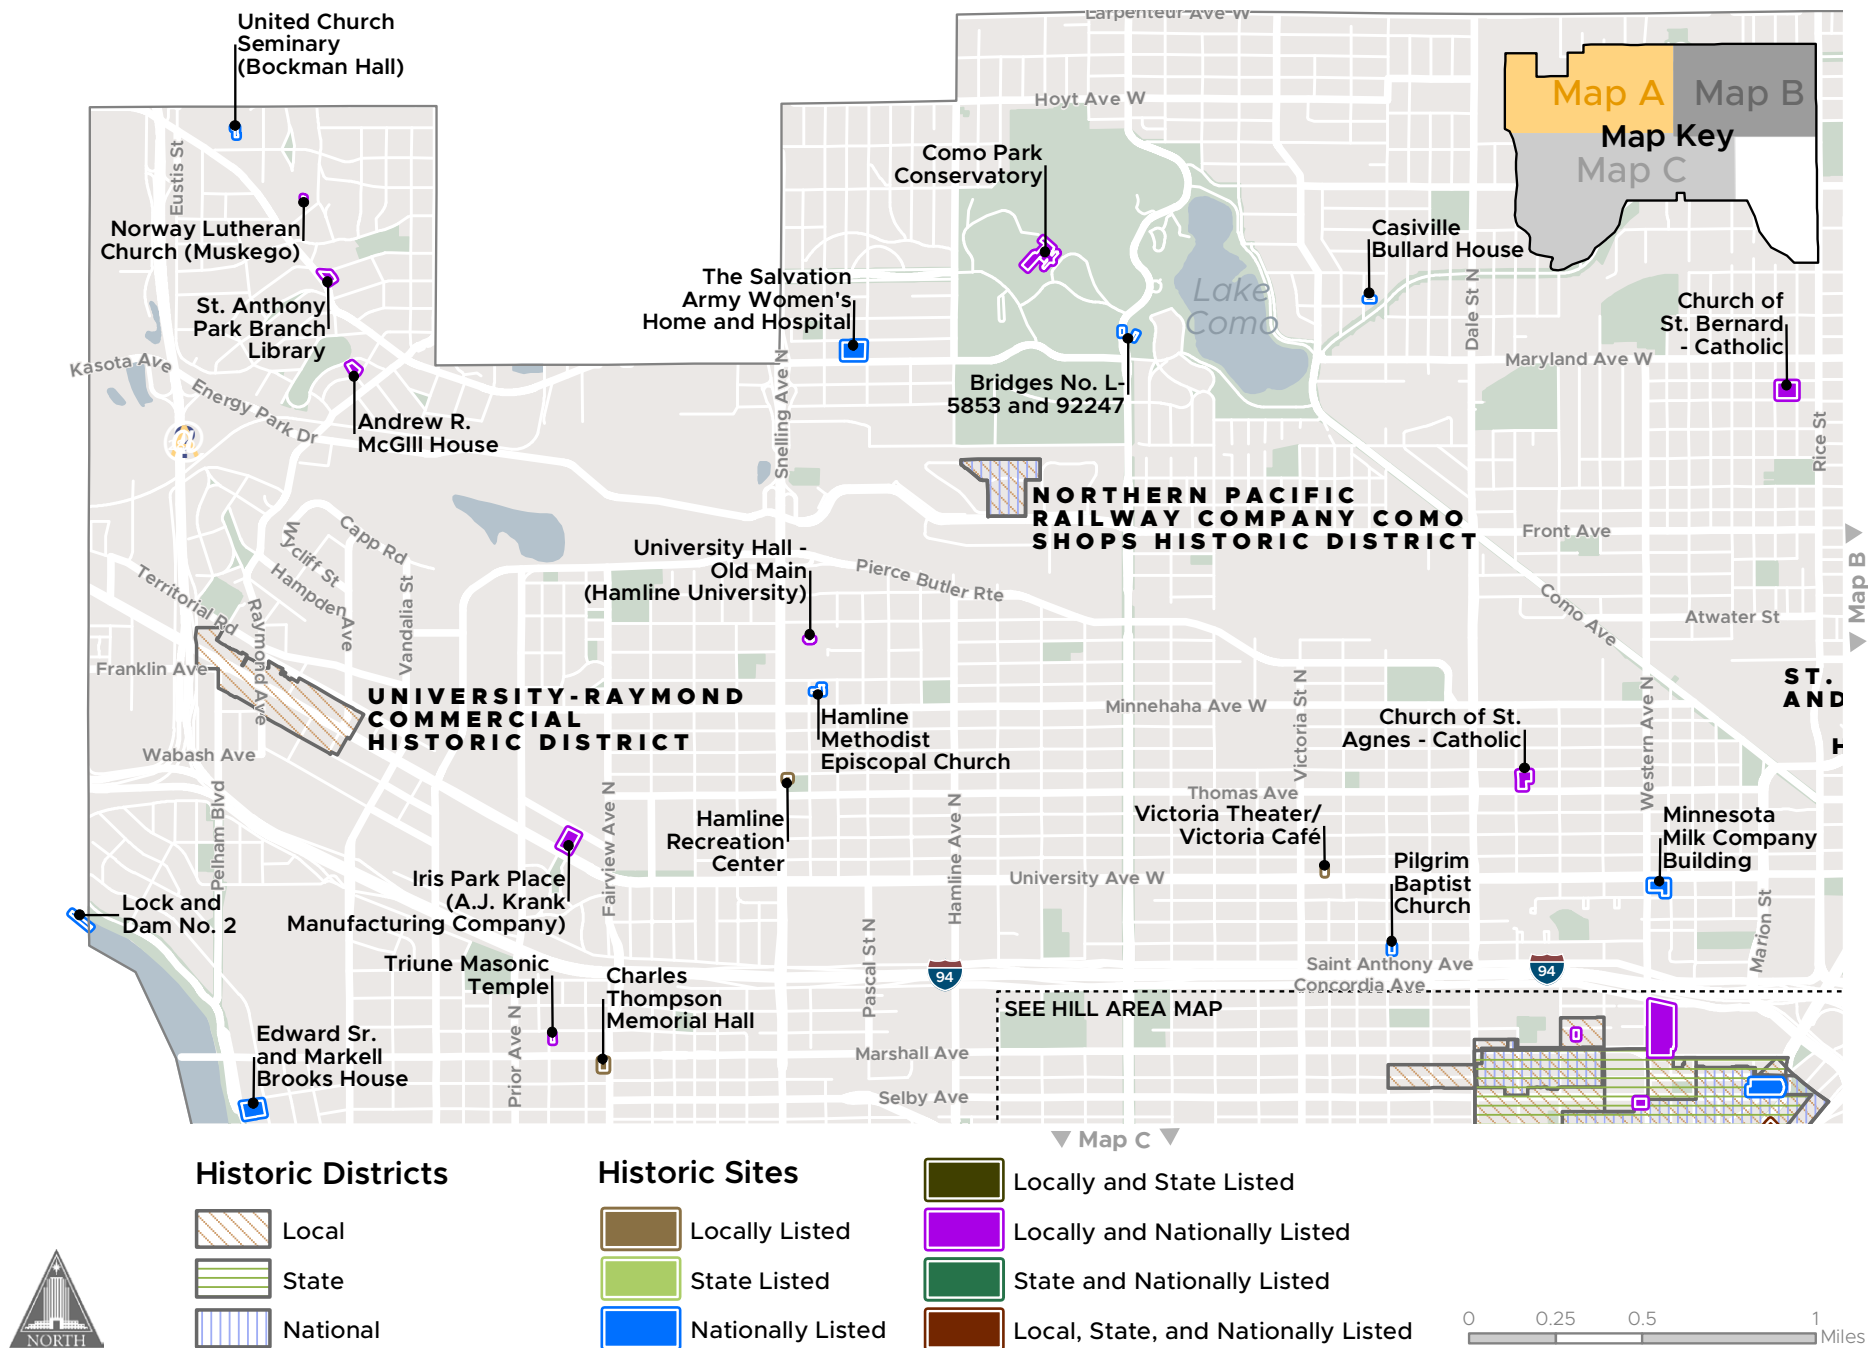 Larpenteur Ave W
United Church
Seminary
(Bockman Hall)
Hoyt Ave W
Map A
Map B
Map Key
Map C
Eustis St
Como Park
Conservatory
Norway Lutheran
Church (Muskego)
Casiville
Bullard House
The Salvation
Army Women's
Home and Hospital
Lake
Como
Dale St N
St. Anthony
Park Branch
Library
Church of
St. Bernard
- Catholic
Kasota Ave
Maryland Ave W
Energy Park Dr
Snelling Ave N
Bridges No. L-
5853 and 92247
Andrew R.
McGIll House
Rice St
NORTHERN PACIFIC
RAILWAY COMPANY COMO
SHOPS HISTORIC DISTRICT
Capp Rd
Wycliff St
Hampden Ave
Front Ave
University Hall -
Old Main
(Hamline University)
Pierce Butler Rte
Territorial Rd
Raymond Ave
Vandalia St
Como Ave
Atwater St
Map B
Franklin Ave
UNIVERSITY-RAYMOND
COMMERCIAL
HISTORIC DISTRICT
ST.
AND
H
Minnehaha Ave W
Victoria St N
Western Ave N
Hamline
Methodist
Episcopal Church
Church of St.
Agnes - Catholic
Wabash Ave
Pelham Blvd
Fairview Ave N
Hamline Ave N
Thomas Ave
Hamline
Recreation
Center
Victoria Theater/
Victoria Café
Minnesota
Milk Company
Building
Pilgrim
Baptist
Church
Iris Park Place
(A.J. Krank
Manufacturing Company)
University Ave W
Lock and
Dam No. 2
Pascal St N
Marion St
Triune Masonic
Temple
Charles
Thompson
Memorial Hall
94
94
Saint Anthony Ave
Concordia Ave
SEE HILL AREA MAP
Edward Sr.
and Markell
Brooks House
Prior Ave N
Marshall Ave
Selby Ave
Map C
Historic Districts
Local
State
National
Historic Sites
Locally Listed
State Listed
Nationally Listed
Locally and State Listed
Locally and Nationally Listed
State and Nationally Listed
Local, State, and Nationally Listed
NORTH
0 0.25 0.5 1
Miles